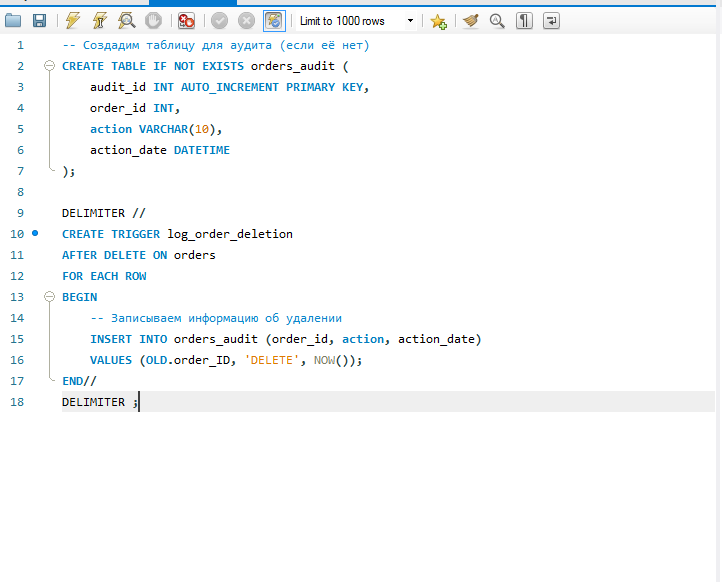 Limit to 1000 rows
1 -- Создадим таблицу для аудита (если её нет)
2 CREATE TABLE IF NOT EXISTS orders_audit (
3 audit_id INT AUTO_INCREMENT PRIMARY KEY,
4 order_id INT,
5 action VARCHAR(10),
6 action_date DATETIME
7 );
8
9 DELIMITER //
10 CREATE TRIGGER log_order_deletion
11 AFTER DELETE ON orders
12 FOR EACH ROW
13 BEGIN
14 -- Записываем информацию об удалении
15 INSERT INTO orders_audit (order_id, action, action_date)
16 VALUES (OLD.order_ID, 'DELETE', NOW());
17 END//
18 DELIMITER ;